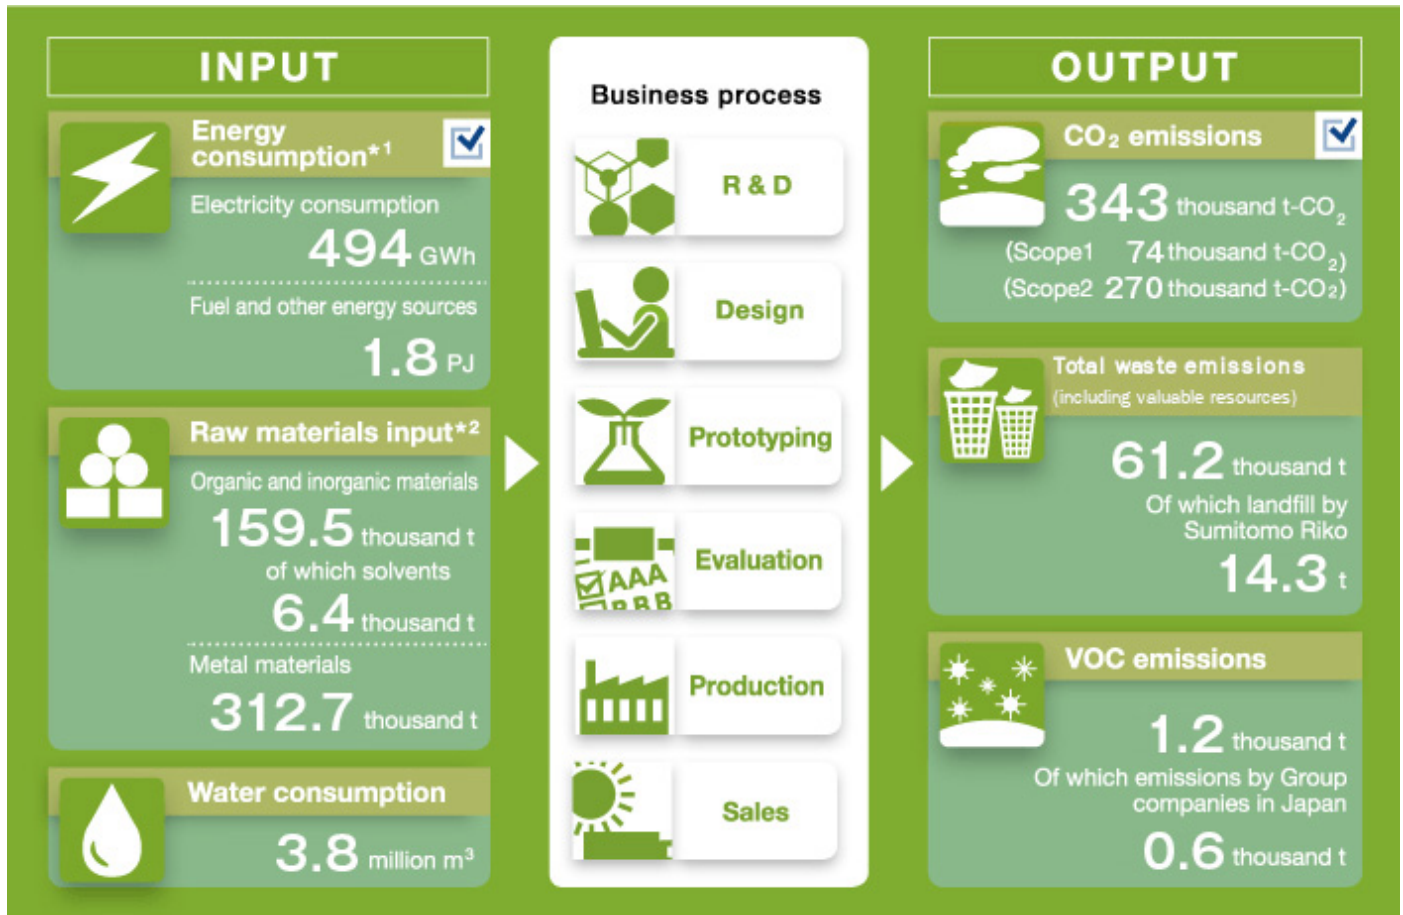 INPUT
Energy
consumption*1
Electricity consumption
494 GWh
Fuel and other energy sources
1.8 PJ
Raw materials input*2
Organic and inorganic materials
159.5 thousand t
of which solvents
6.4 thousand t
Metal materials
312.7 thousand t
Water consumption
3.8 million m³
Business process
R & D
Design
Prototyping
Evaluation
AAA
BBB
Production
Sales
OUTPUT
CO₂ emissions
343 thousand t-CO₂
(Scope1 74 thousand t-CO₂)
(Scope2 270 thousand t-CO₂)
Total waste emissions
(including valuable resources)
61.2 thousand t
Of which landfill by
Sumitomo Riko
14.3 t
VOC emissions
1.2 thousand t
Of which emissions by Group
companies in Japan
0.6 thousand t